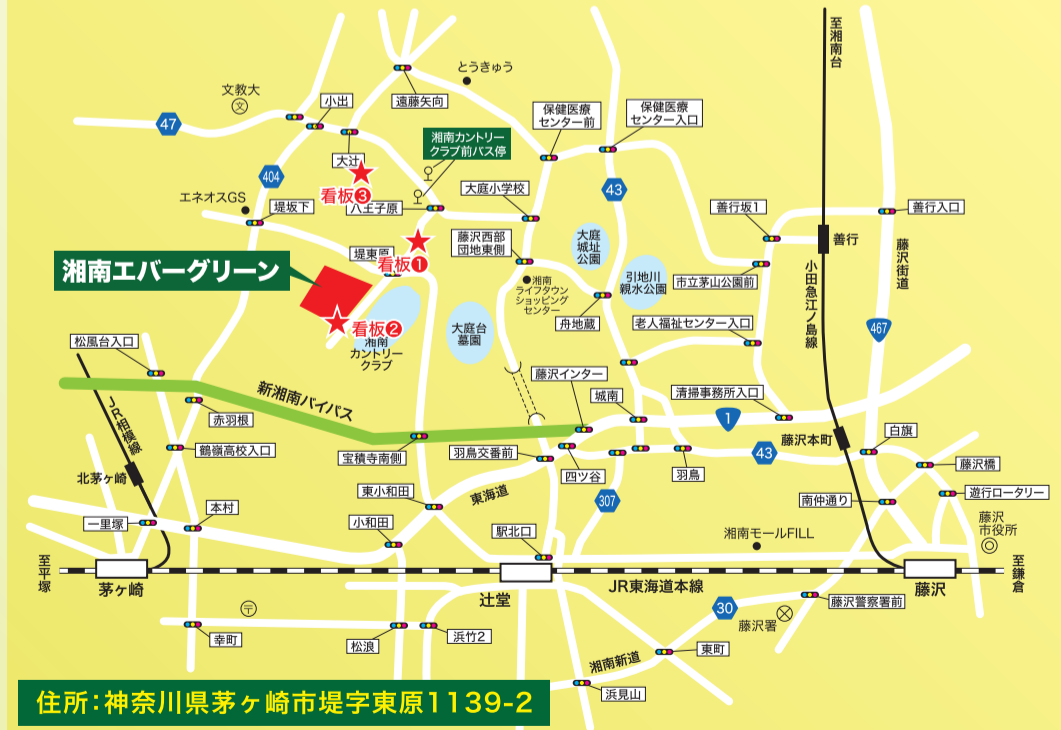 至湘南台
とうきゅう
文教大
文
小出
遠藤矢向
保健医療
センター前
保健医療
センター入口
47
湘南カントリー
クラブ前バス停
大辻
404
看板❸
エネオスGS
堤坂下
八王子原
大庭小学校
43
善行坂1
善行入口
大庭
城址
公園
藤沢西部
団地東側
善行
藤沢街道
堤東原
看板❶
湘南エバーグリーン
湘南
ライフタウン
ショッピング
センター
引地川
親水公園
市立茅山公園前
小田急江ノ島線
舟地蔵
老人福祉センター入口
467
看板❷
湘南
カントリー
クラブ
大庭台
墓園
松風台入口
藤沢インター
JR相模線
新湘南バイパス
赤羽根
城南
清掃事務所入口
1
藤沢本町
白旗
鶴嶺高校入口
宝積寺南側
羽鳥交番前
四ツ谷
羽鳥
43
藤沢橋
北茅ヶ崎
東小和田
東海道
307
南仲通り
遊行ロータリー
一里塚
本村
小和田
駅北口
湘南モールFILL
藤沢
市役所
至平塚
茅ヶ崎
辻堂
JR東海道本線
藤沢
至鎌倉
〒
30
藤沢署
藤沢警察署前
幸町
松浪
浜竹2
東町
湘南新道
浜見山
住所：神奈川県茅ヶ崎市堤字東原1139-2